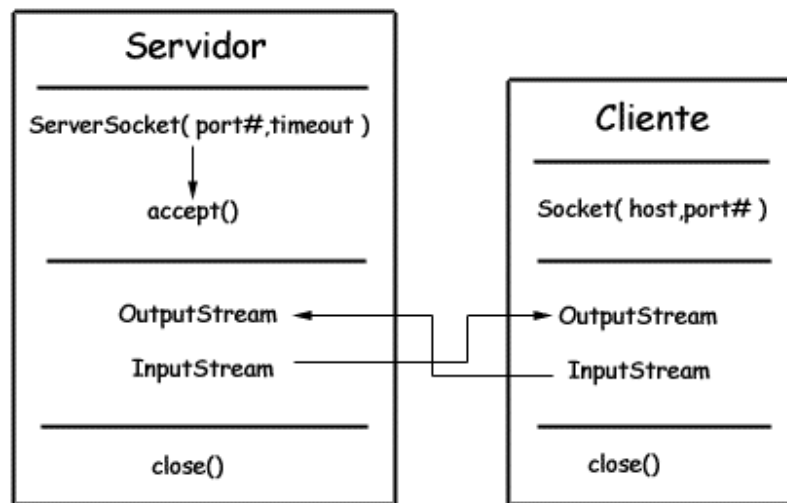 Servidor
ServerSocket( port#,timeout )
accept()
OutputStream
InputStream
close()
Cliente
Socket( host,port# )
OutputStream
InputStream
close()